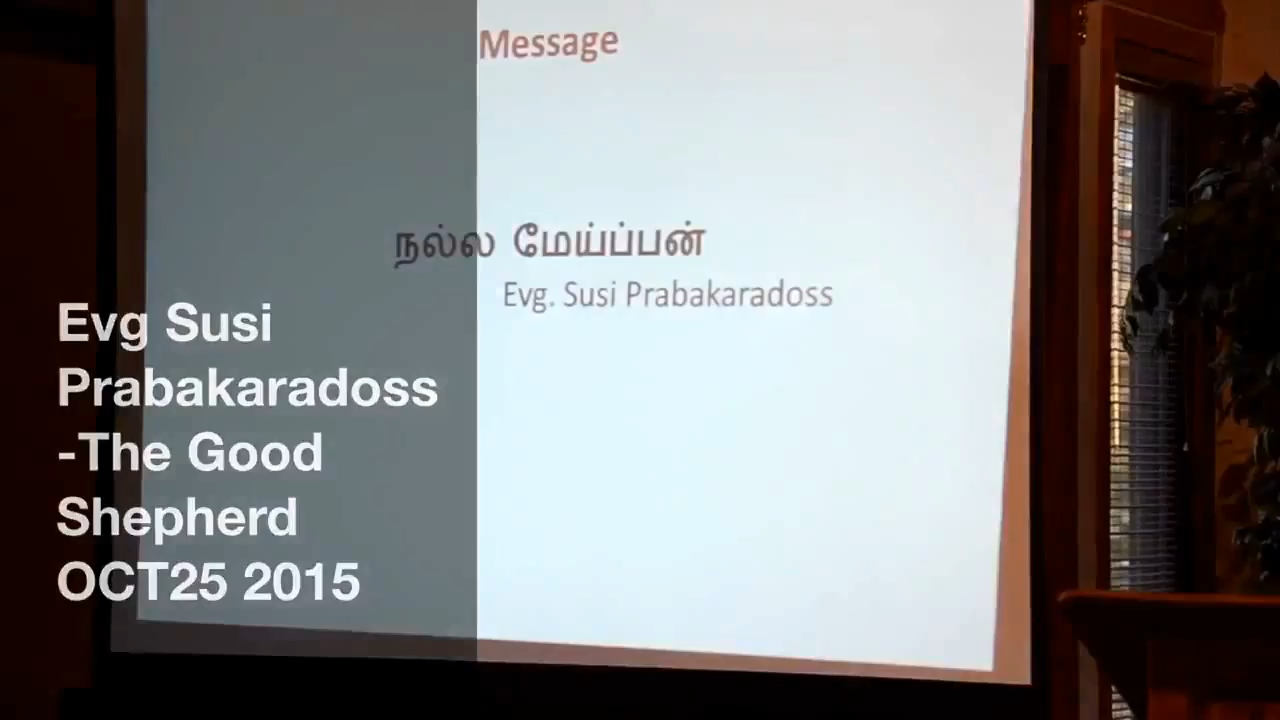 Message
நல்ல மேய்ப்பன்
Evg. Susi Prabakaradoss
Evg Susi
Prabakaradoss
-The Good
Shepherd
OCT25 2015